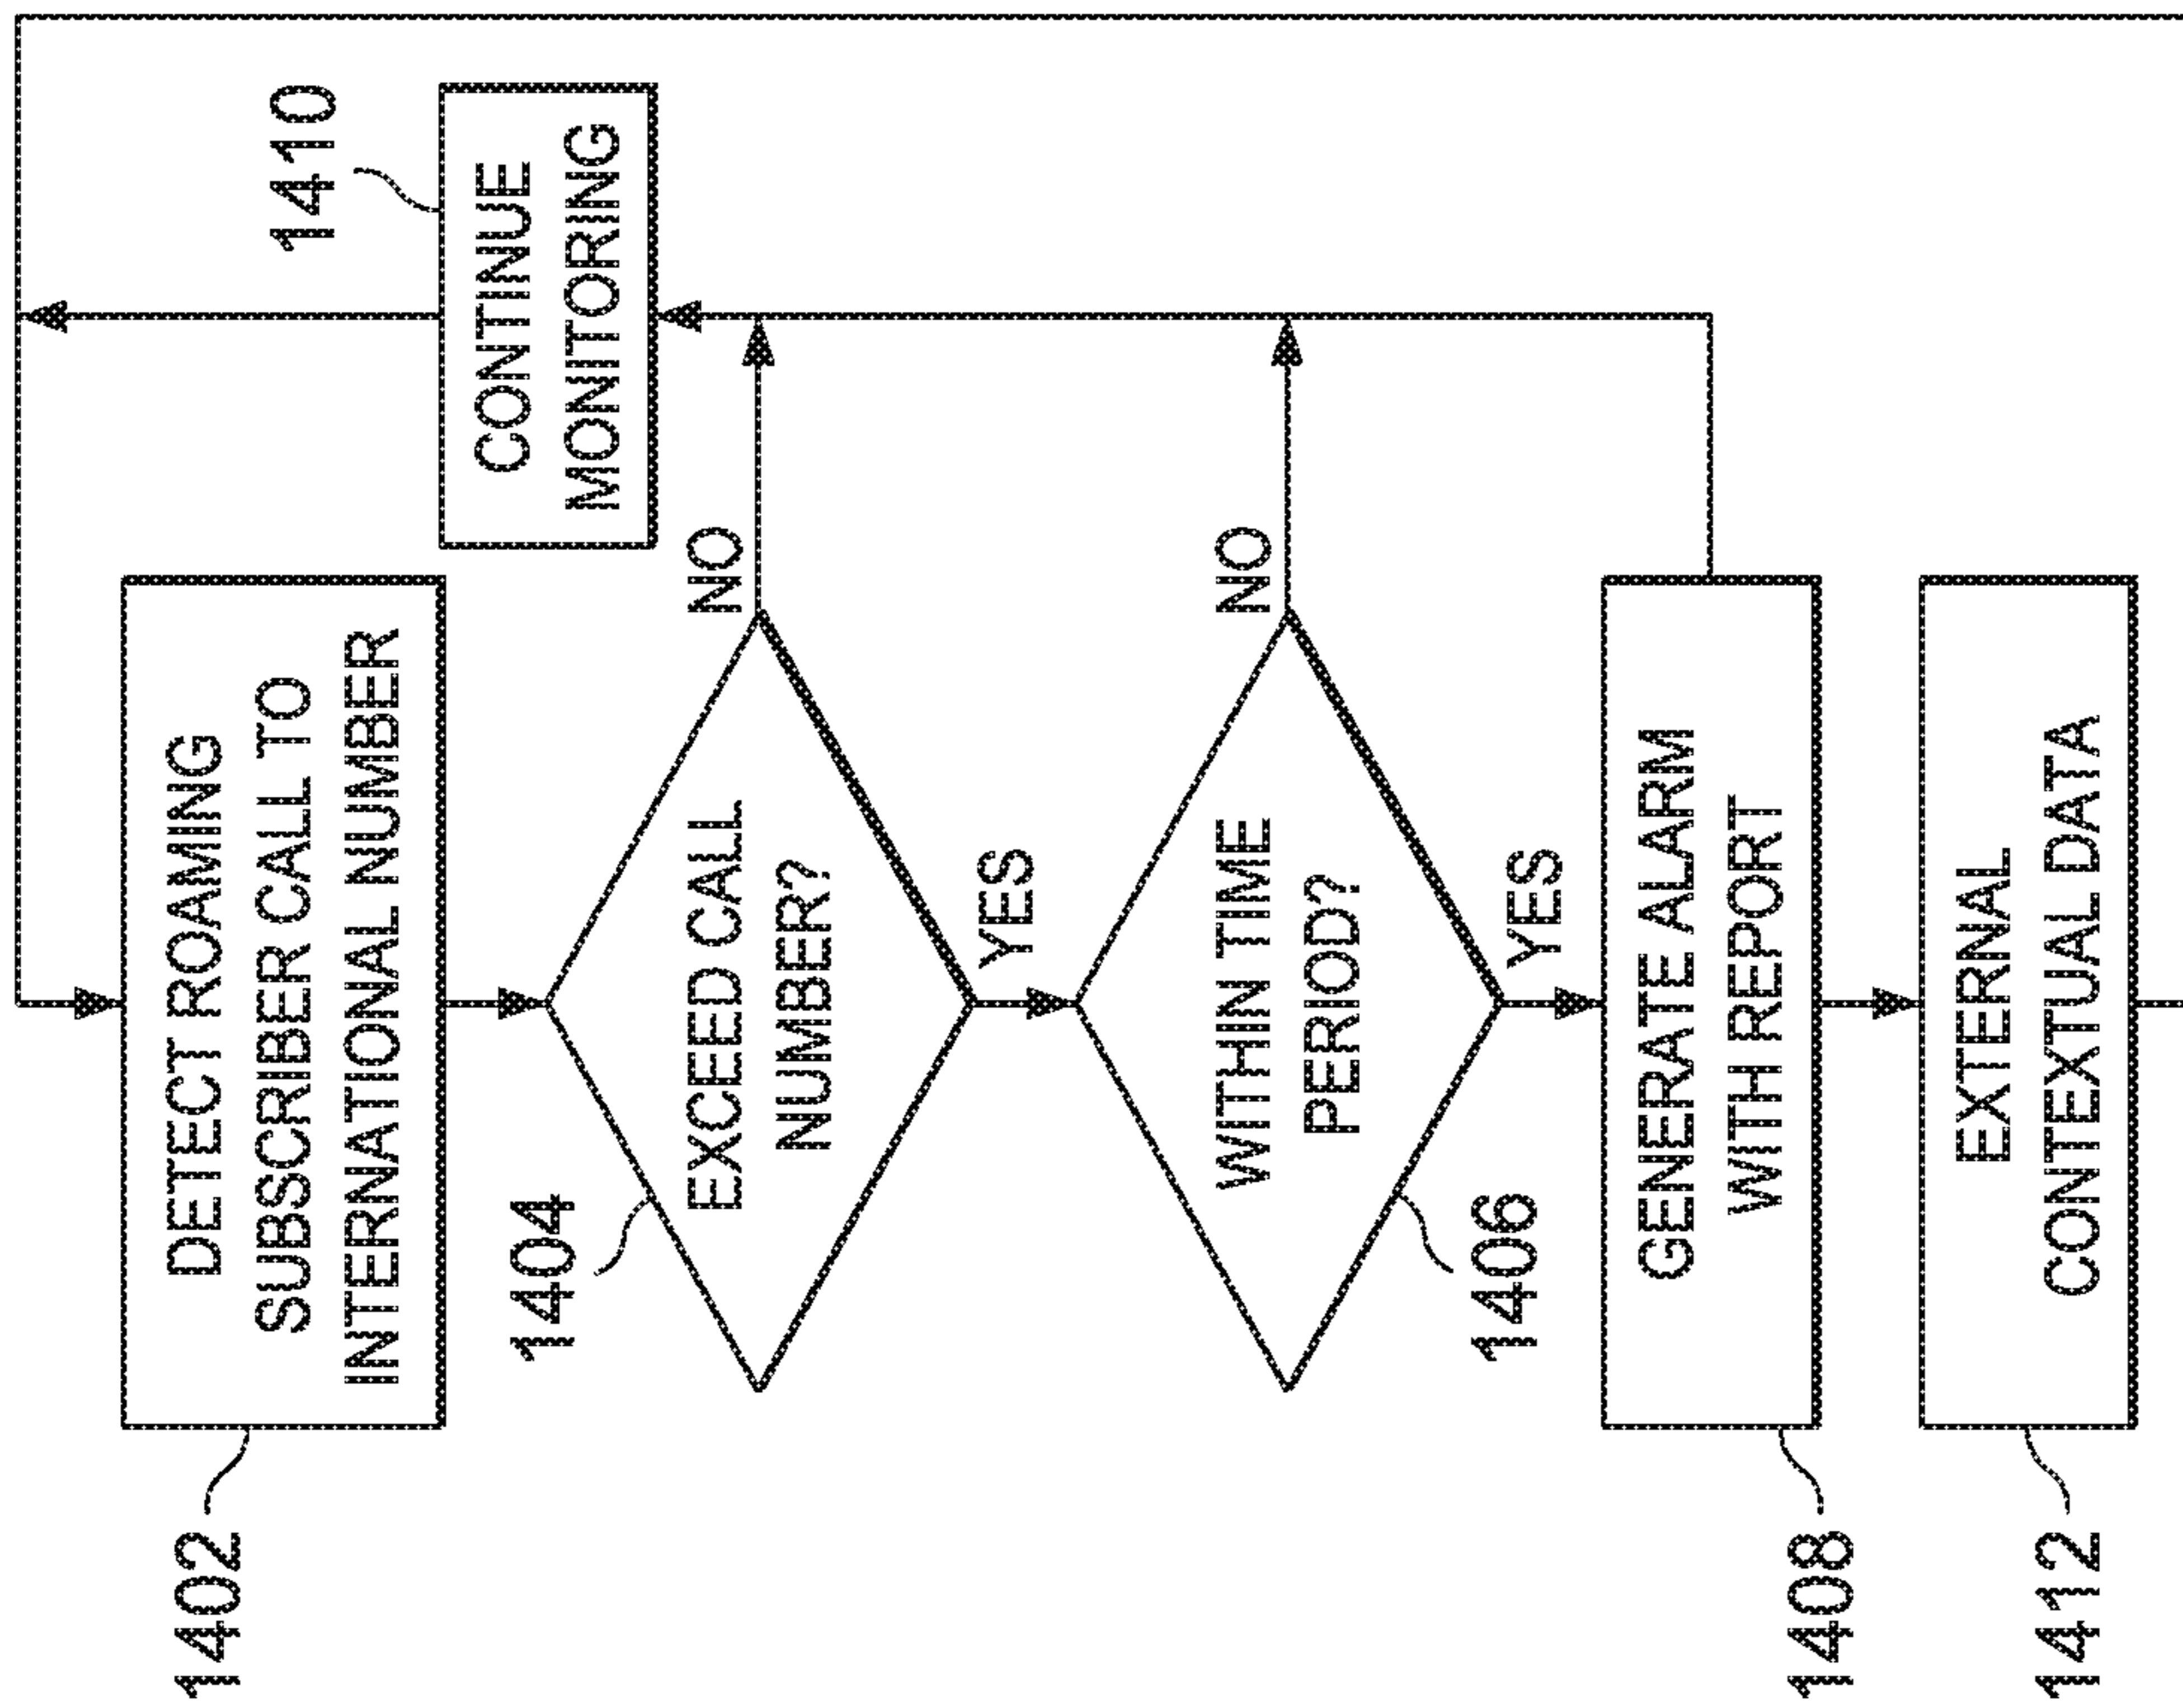 1402
DETECT ROAMING
SUBSCRIBER CALL TO
INTERNATIONAL NUMBER
1404
EXCEED CALL
NUMBER?
NO
YES
1410
CONTINUE
MONITORING
1406
WITHIN TIME
PERIOD?
NO
YES
1408
GENERATE ALARM
WITH REPORT
1412
EXTERNAL
CONTEXTUAL DATA